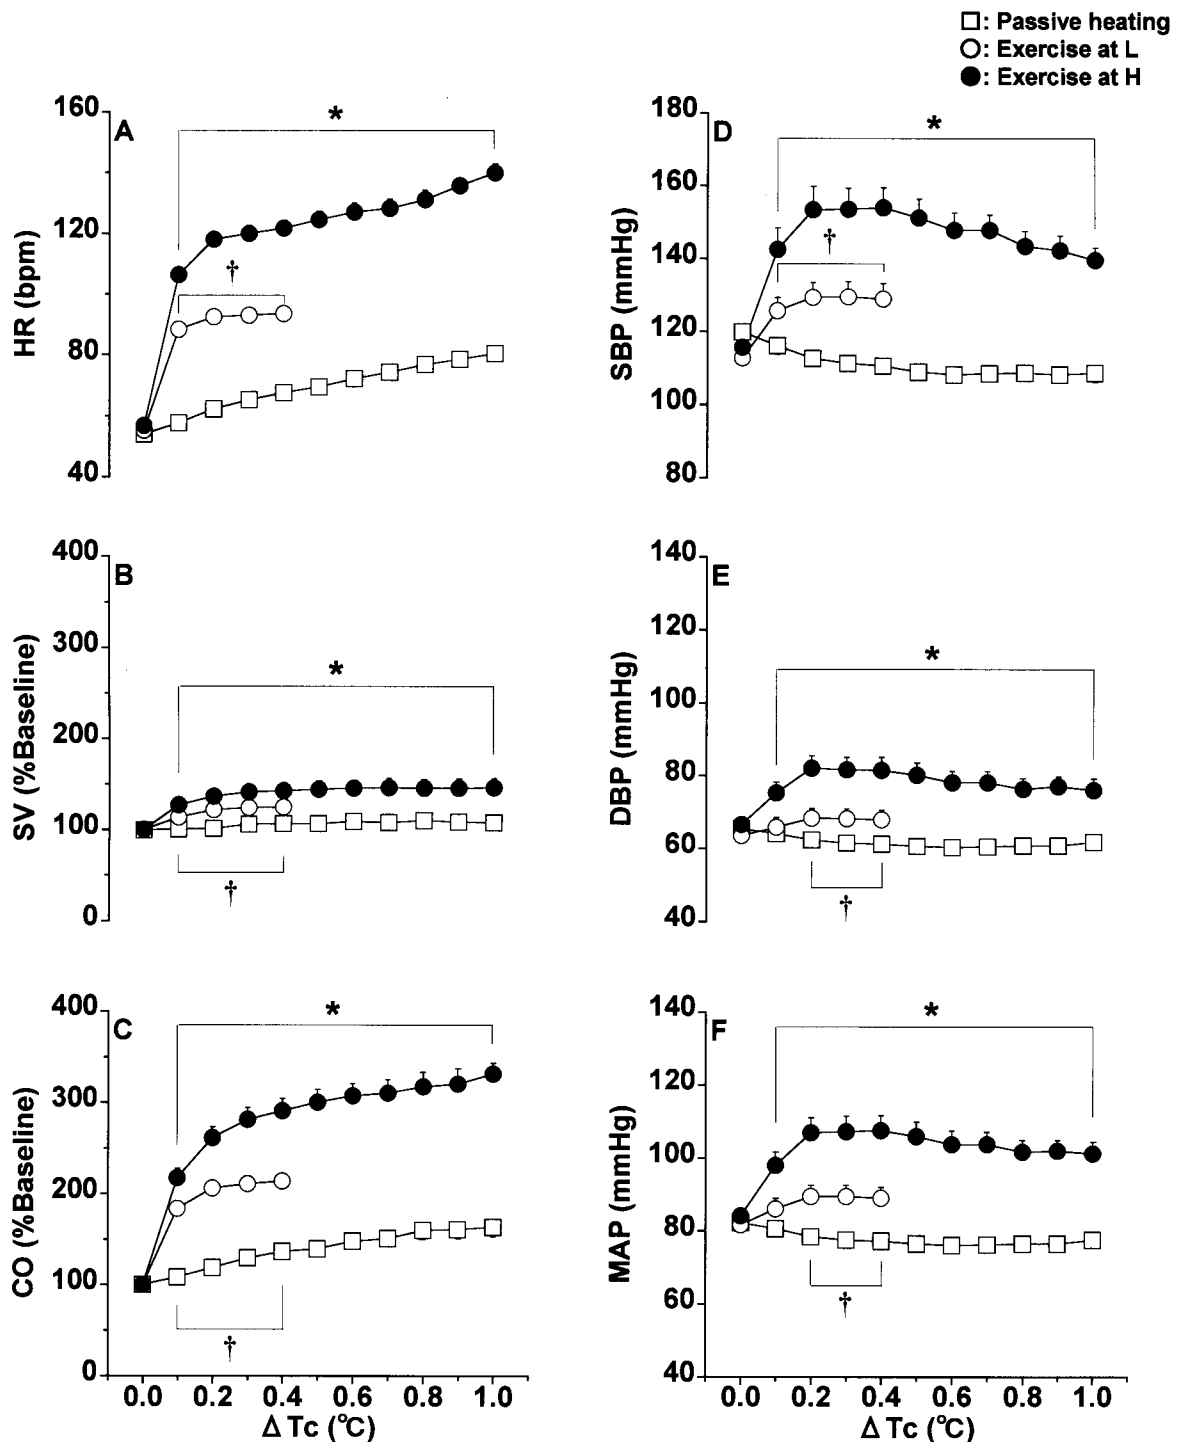 □: Passive heating
○: Exercise at L
●: Exercise at H
A
*
†
HR (bpm)
160
120
80
40
D
*
†
SBP (mmHg)
180
160
140
120
100
80
B
*
†
SV (%Baseline)
400
300
200
100
0
E
*
†
DBP (mmHg)
140
120
100
80
60
40
C
*
†
CO (%Baseline)
400
300
200
100
0
0.0 0.2 0.4 0.6 0.8 1.0
Δ Tc (°C)
F
*
†
MAP (mmHg)
140
120
100
80
60
40
0.0 0.2 0.4 0.6 0.8 1.0
Δ Tc (°C)